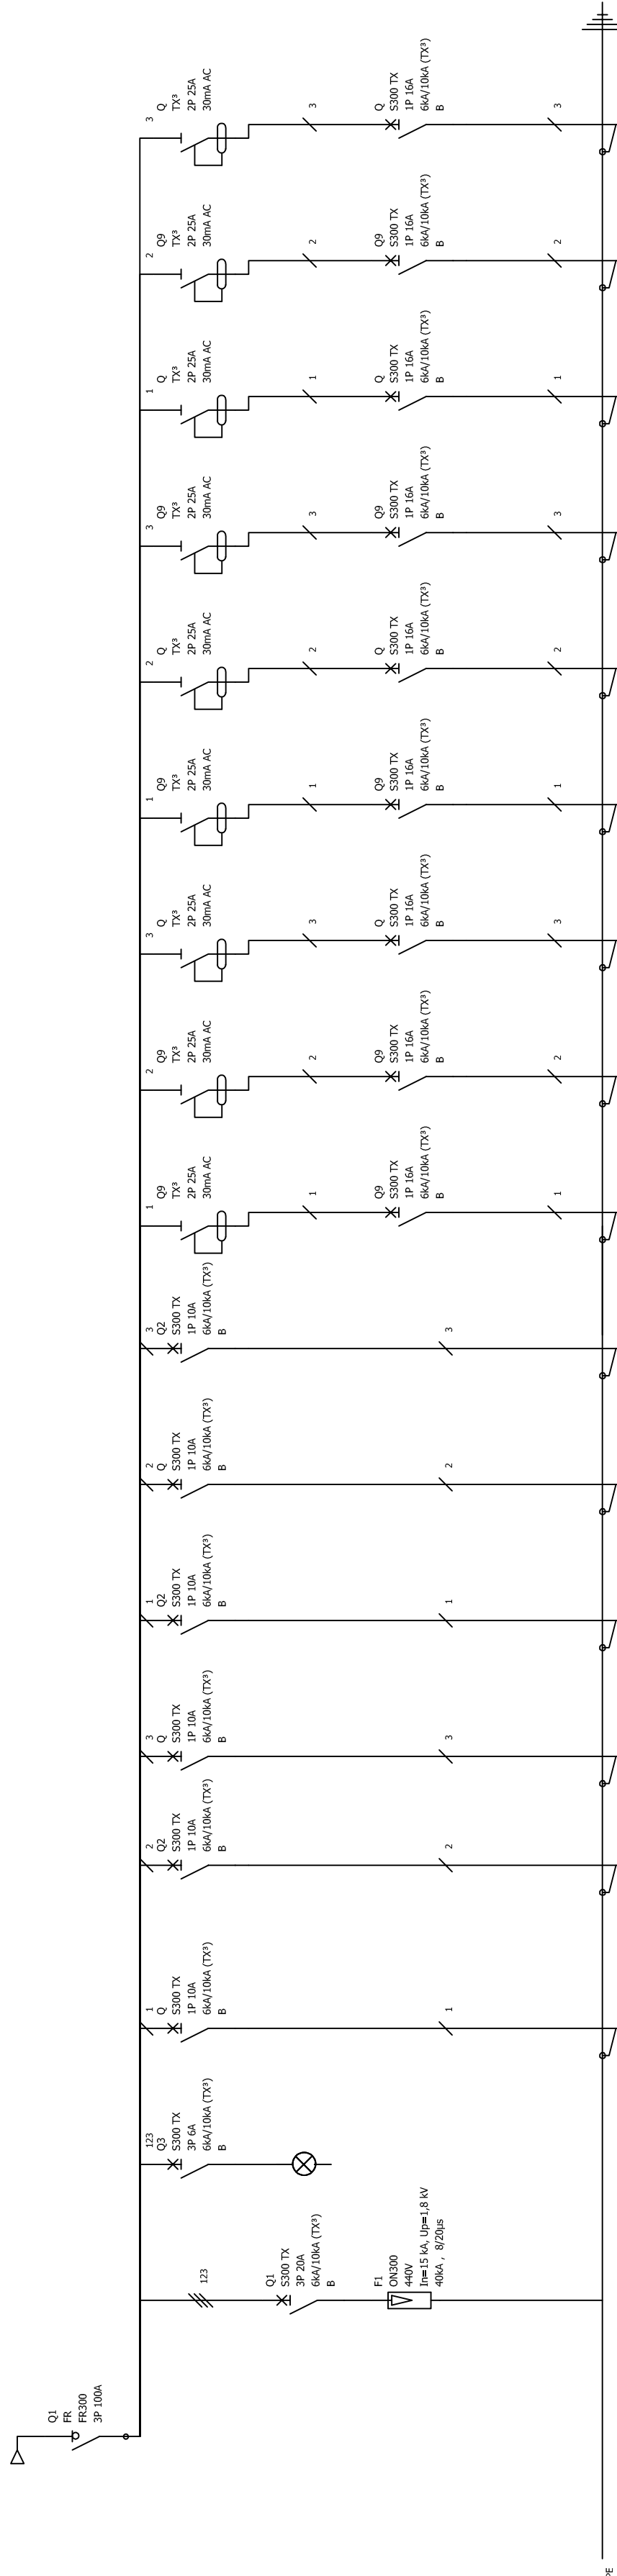 Q1
FR
FR300
3P 100A
123
Q1
S300 TX
3P 20A
6kA/10kA (TX³)
B
F1
ON300
440V
In=15 kA, Up=1,8 kV
40kA , 8/20µs
123
Q3
S300 TX
3P 6A
6kA/10kA (TX³)
B
1
Q
S300 TX
1P 10A
6kA/10kA (TX³)
B
1
2
Q2
S300 TX
1P 10A
6kA/10kA (TX³)
B
2
3
Q
S300 TX
1P 10A
6kA/10kA (TX³)
B
3
1
Q2
S300 TX
1P 10A
6kA/10kA (TX³)
B
1
2
Q
S300 TX
1P 10A
6kA/10kA (TX³)
B
2
3
Q2
S300 TX
1P 10A
6kA/10kA (TX³)
B
3
1
Q9
TX³
2P 25A
30mA AC
1
Q9
S300 TX
1P 16A
6kA/10kA (TX³)
B
1
2
Q9
TX³
2P 25A
30mA AC
2
Q9
S300 TX
1P 16A
6kA/10kA (TX³)
B
2
3
Q
TX³
2P 25A
30mA AC
3
Q
S300 TX
1P 16A
6kA/10kA (TX³)
B
3
1
Q9
TX³
2P 25A
30mA AC
1
Q9
S300 TX
1P 16A
6kA/10kA (TX³)
B
1
2
Q
TX³
2P 25A
30mA AC
2
Q
S300 TX
1P 16A
6kA/10kA (TX³)
B
2
3
Q9
TX³
2P 25A
30mA AC
3
Q9
S300 TX
1P 16A
6kA/10kA (TX³)
B
3
1
Q
TX³
2P 25A
30mA AC
1
Q
S300 TX
1P 16A
6kA/10kA (TX³)
B
1
2
Q9
TX³
2P 25A
30mA AC
2
Q9
S300 TX
1P 16A
6kA/10kA (TX³)
B
2
3
Q
TX³
2P 25A
30mA AC
3
Q
S300 TX
1P 16A
6kA/10kA (TX³)
B
3
PE